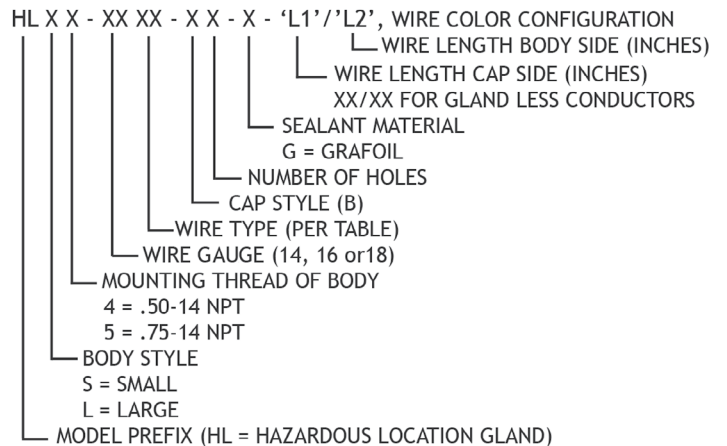 HL X X - XX XX - X X - X - ‘L1’/’L2’, WIRE COLOR CONFIGURATION
WIRE LENGTH BODY SIDE (INCHES)
WIRE LENGTH CAP SIDE (INCHES)
XX/XX FOR GLAND LESS CONDUCTORS
SEALANT MATERIAL
G = GRAFOIL
NUMBER OF HOLES
CAP STYLE (B)
WIRE TYPE (PER TABLE)
WIRE GAUGE (14, 16 or18)
MOUNTING THREAD OF BODY
4 = .50-14 NPT
5 = .75-14 NPT
BODY STYLE
S = SMALL
L = LARGE
MODEL PREFIX (HL = HAZARDOUS LOCATION GLAND)